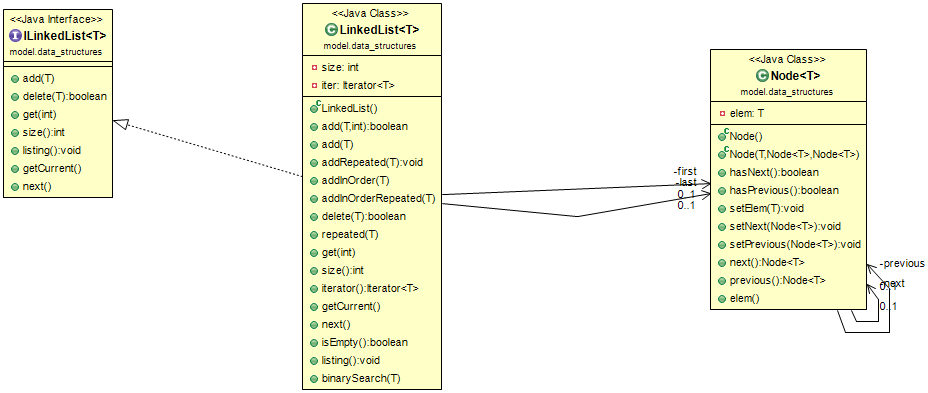 <<Java Interface>>
I ILinkedList<T>
model.data_structures
add(T)
delete(T):boolean
get(int)
size():int
listing():void
getCurrent()
next()
<<Java Class>>
C LinkedList<T>
model.data_structures
size: int
iter: Iterator<T>
c LinkedList()
add(T,int):boolean
add(T)
addRepeated(T):void
addInOrder(T)
addInOrderRepeated(T)
delete(T):boolean
repeated(T)
get(int)
size():int
iterator():Iterator<T>
getCurrent()
next()
isEmpty():boolean
listing():void
binarySearch(T)
-first
-last
0..1
0..1
<<Java Class>>
C Node<T>
model.data_structures
elem: T
c Node()
c Node(T,Node<T>,Node<T>)
hasNext():boolean
hasPrevious():boolean
setElem(T):void
setNext(Node<T>):void
setPrevious(Node<T>):void
next():Node<T>
previous():Node<T>
elem()
-previous
-next
0..1
0..1